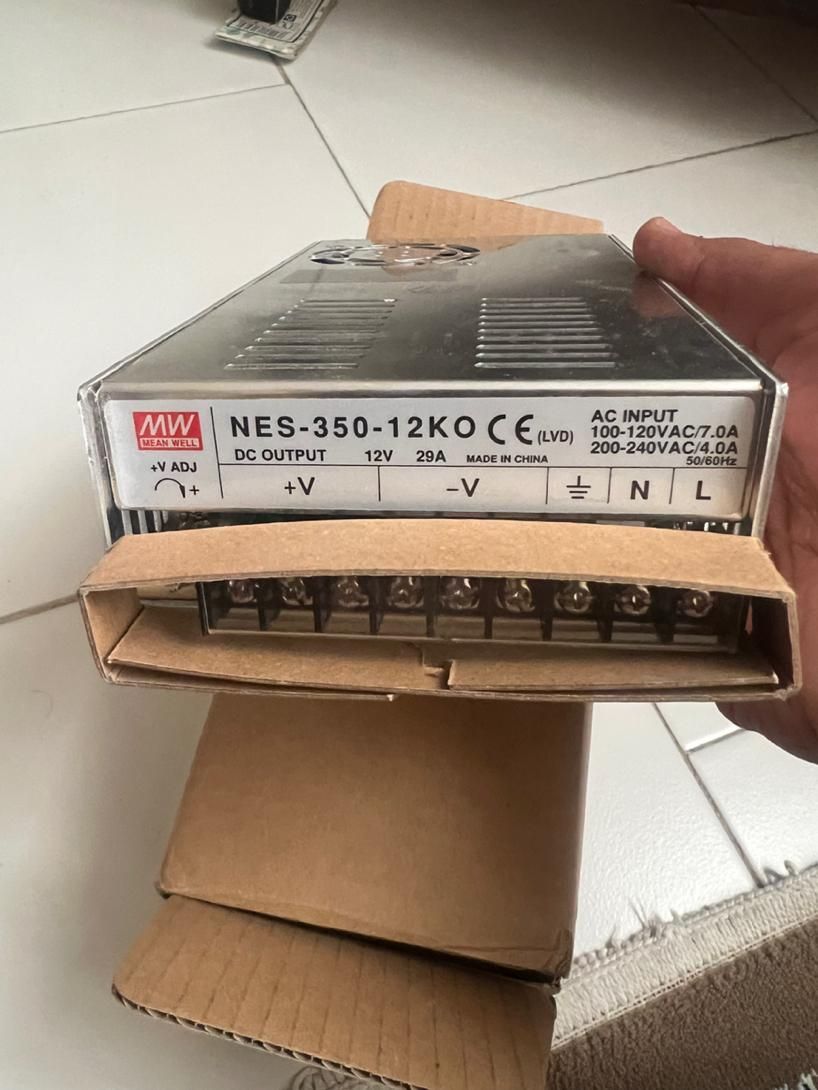 MW
MEAN WELL
NES-350-12KO CE (LVD)
AC INPUT
100-120VAC/7.0A
200-240VAC/4.0A
50/60Hz
DC OUTPUT 12V 29A MADE IN CHINA
+V ADJ
+
+V -V N L